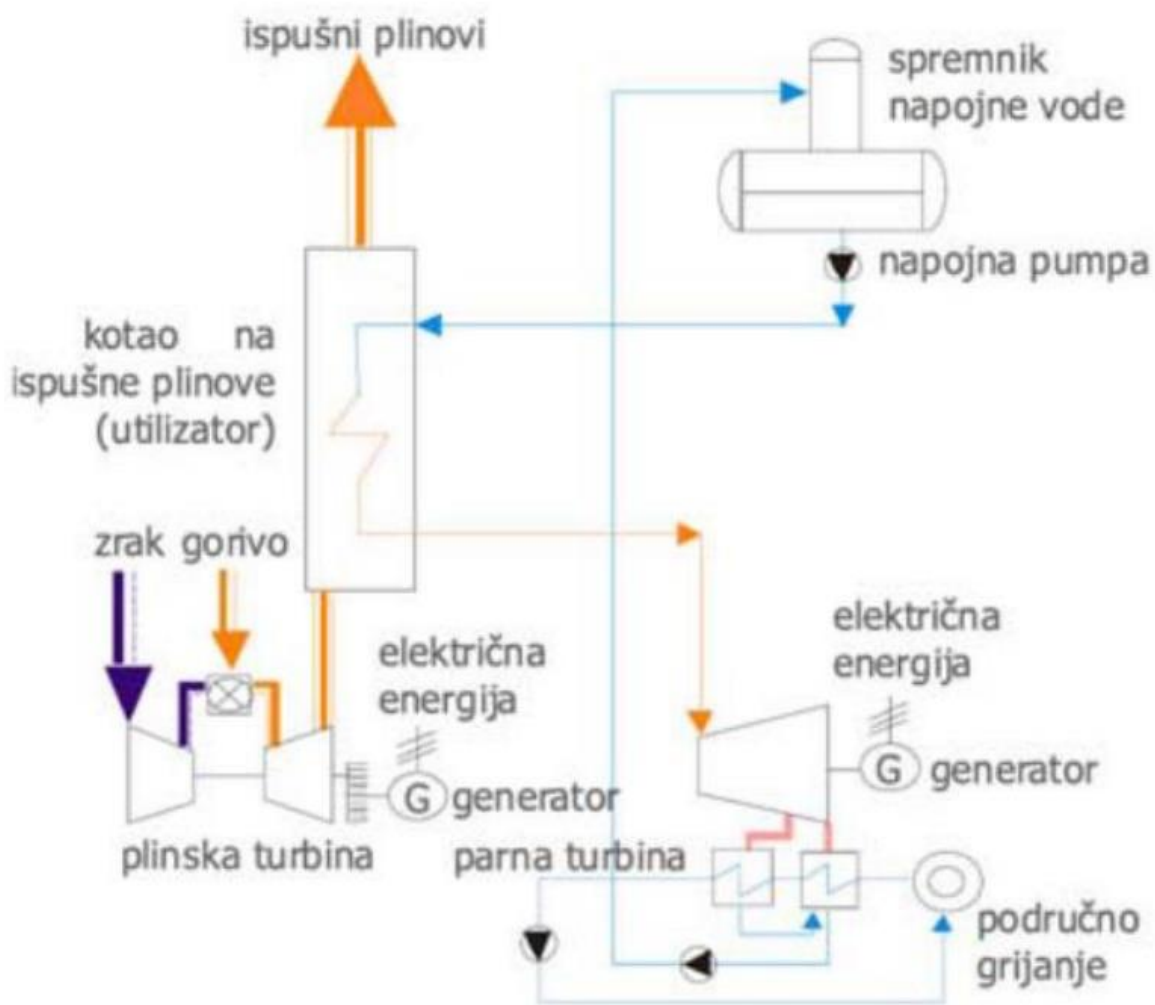 ispušni plinovi
spremnik
napojne vode
napojna pumpa
kotao na
ispušne plinove
(utilizator)
zrak gorivo
električna
energija
G generator
plinska turbina
električna
energija
G generator
parna turbina
područno
grijanje